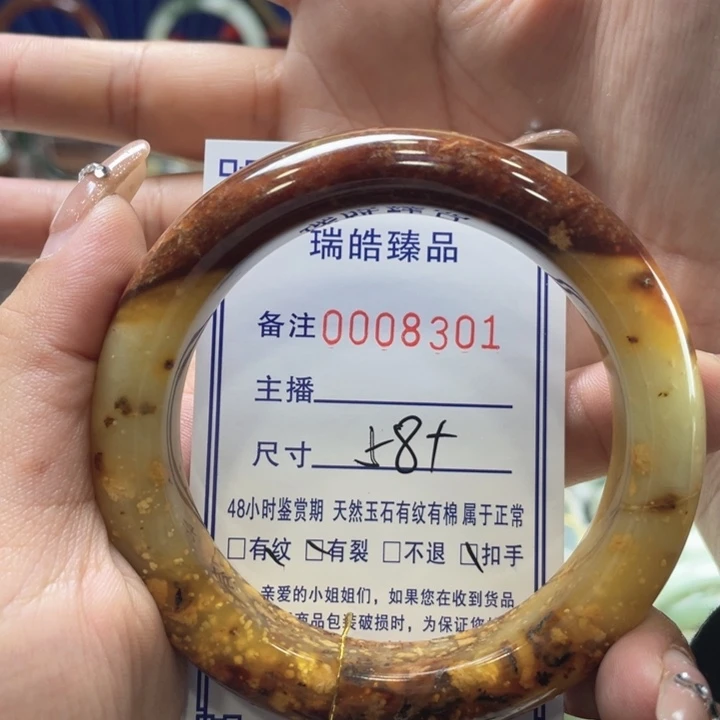 瑞皓臻品
备注0008301
主播
尺寸 58+
48小时鉴赏期 天然玉石有纹有棉 属于正常
□有纹 □有裂 □不退 □扣手
亲爱的小姐姐们，如果您在收到货品
商品包装破损时，为保证您